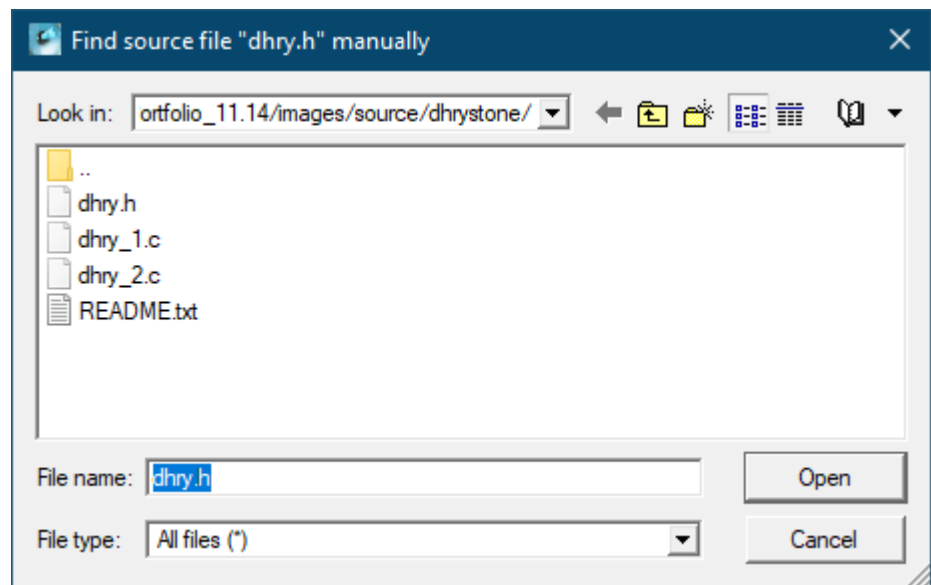 Find source file "dhry.h" manually
Look in: ortfolio_11.14/images/source/dhrystone/
..
dhry.h
dhry_1.c
dhry_2.c
README.txt
File name: dhry.h Open
File type: All files (*) Cancel